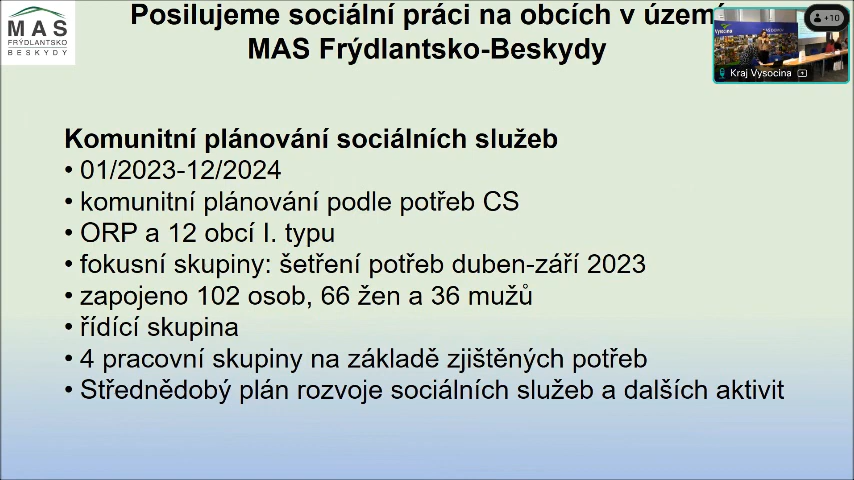 MAS
FRÝDLANTSKO
BESKYDY
Posilujeme sociální práci na obcích v území
MAS Frýdlantsko-Beskydy
+10
Vysočina
Kraj Vysocina
Komunitní plánování sociálních služeb
• 01/2023-12/2024
• komunitní plánování podle potřeb CS
• ORP a 12 obcí I. typu
• fokusní skupiny: šetření potřeb duben-září 2023
• zapojeno 102 osob, 66 žen a 36 mužů
• řídící skupina
• 4 pracovní skupiny na základě zjištěných potřeb
• Střednědobý plán rozvoje sociálních služeb a dalších aktivit